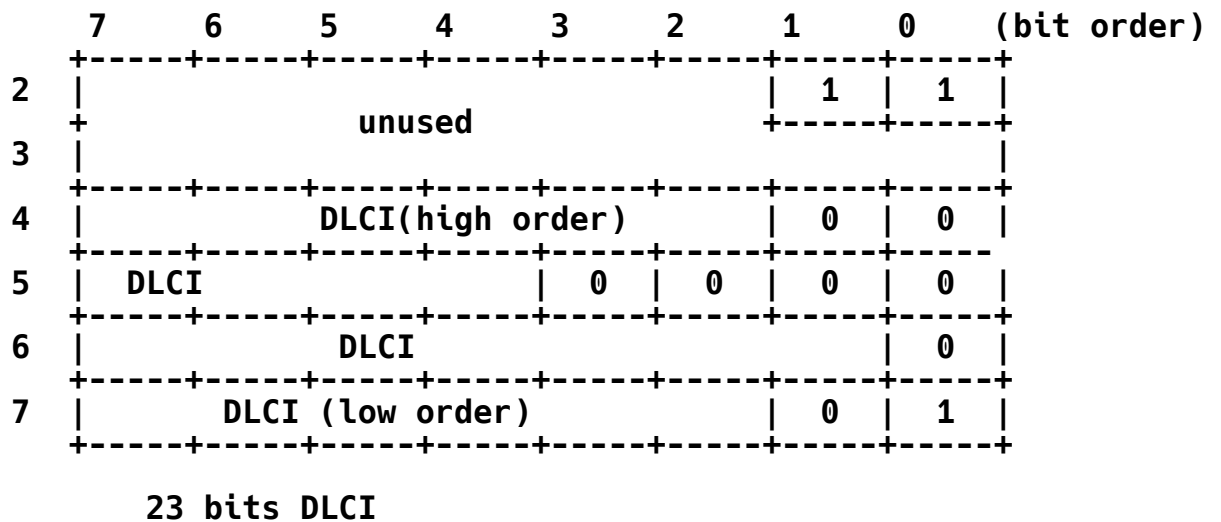 7     6     5     4     3     2     1     0    (bit order)
    +-----+-----+-----+-----+-----+-----+-----+-----+
2   |                                   |  1  |  1  |
    +              unused               +-----+-----+
3   |                                               |
    +-----+-----+-----+-----+-----+-----+-----+-----+
4   |            DLCI(high order)       |  0  |  0  |
    +-----+-----+-----+-----+-----+-----+-----+-----
5   |  DLCI                 |  0  |  0  |  0  |  0  |
    +-----+-----+-----+-----+-----+-----+-----+-----+
6   |             DLCI                        |  0  |
    +-----+-----+-----+-----+-----+-----+-----+-----+
7   |       DLCI (low order)            |  0  |  1  |
    +-----+-----+-----+-----+-----+-----+-----+-----+
        23 bits DLCI